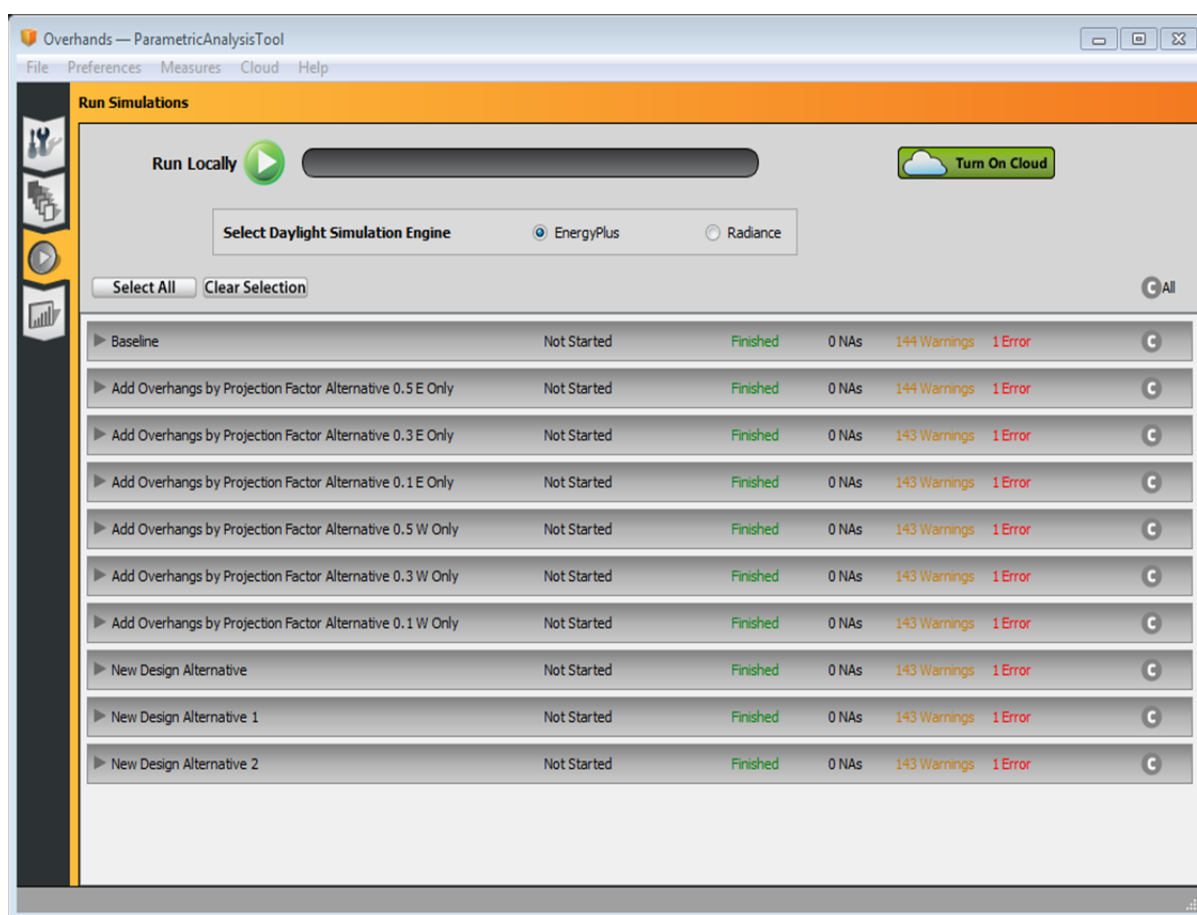 Overhands — ParametricAnalysisTool
File Preferences Measures Cloud Help
Run Simulations
Run Locally
Turn On Cloud
Select Daylight Simulation Engine EnergyPlus Radiance
Select All Clear Selection C All
Baseline Not Started Finished 0 NAs 144 Warnings 1 Error C
Add Overhangs by Projection Factor Alternative 0.5 E Only Not Started Finished 0 NAs 144 Warnings 1 Error C
Add Overhangs by Projection Factor Alternative 0.3 E Only Not Started Finished 0 NAs 143 Warnings 1 Error C
Add Overhangs by Projection Factor Alternative 0.1 E Only Not Started Finished 0 NAs 143 Warnings 1 Error C
Add Overhangs by Projection Factor Alternative 0.5 W Only Not Started Finished 0 NAs 143 Warnings 1 Error C
Add Overhangs by Projection Factor Alternative 0.3 W Only Not Started Finished 0 NAs 143 Warnings 1 Error C
Add Overhangs by Projection Factor Alternative 0.1 W Only Not Started Finished 0 NAs 143 Warnings 1 Error C
New Design Alternative Not Started Finished 0 NAs 143 Warnings 1 Error C
New Design Alternative 1 Not Started Finished 0 NAs 143 Warnings 1 Error C
New Design Alternative 2 Not Started Finished 0 NAs 143 Warnings 1 Error C